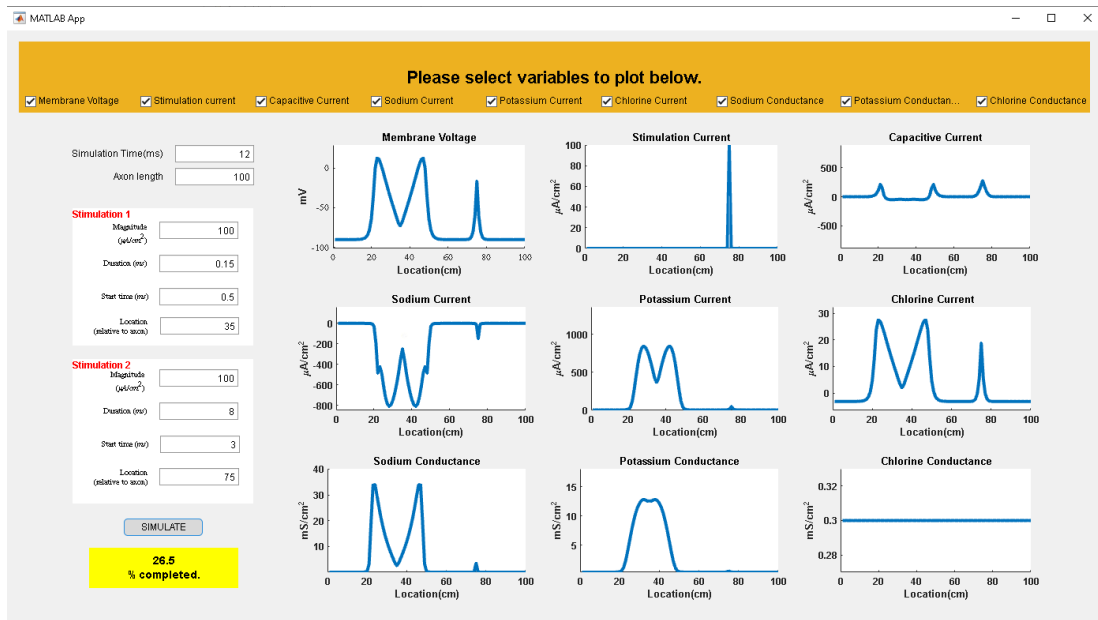 MATLAB App
Please select variables to plot below.
Membrane Voltage Stimulation current Capacitive Current Sodium Current Potassium Current Chlorine Current Sodium Conductance Potassium Conductan... Chlorine Conductance
Simulation Time(ms) 12
Axon length 100
Stimulation 1
Magnitude
(μA/cm²) 100
Duration (ms) 0.15
Start time (ms) 0.5
Location
(relative to axon) 35
Stimulation 2
Magnitude
(μA/cm²) 100
Duration (ms) 8
Start time (ms) 3
Location
(relative to axon) 75
SIMULATE
26.5
% completed.
Membrane Voltage
mV
0
-50
-100
0 20 40 60 80 100
Location(cm)
Stimulation Current
μA/cm²
100
80
60
40
20
0
0 20 40 60 80 100
Location(cm)
Capacitive Current
μA/cm²
500
0
-500
0 20 40 60 80 100
Location(cm)
Sodium Current
μA/cm²
0
-200
-400
-600
-800
0 20 40 60 80 100
Location(cm)
Potassium Current
μA/cm²
1000
500
0
0 20 40 60 80 100
Location(cm)
Chlorine Current
μA/cm²
30
20
10
0
0 20 40 60 80 100
Location(cm)
Sodium Conductance
mS/cm²
40
30
20
10
0 20 40 60 80 100
Location(cm)
Potassium Conductance
mS/cm²
15
10
5
0 20 40 60 80 100
Location(cm)
Chlorine Conductance
mS/cm²
0.32
0.3
0.28
0 20 40 60 80 100
Location(cm)